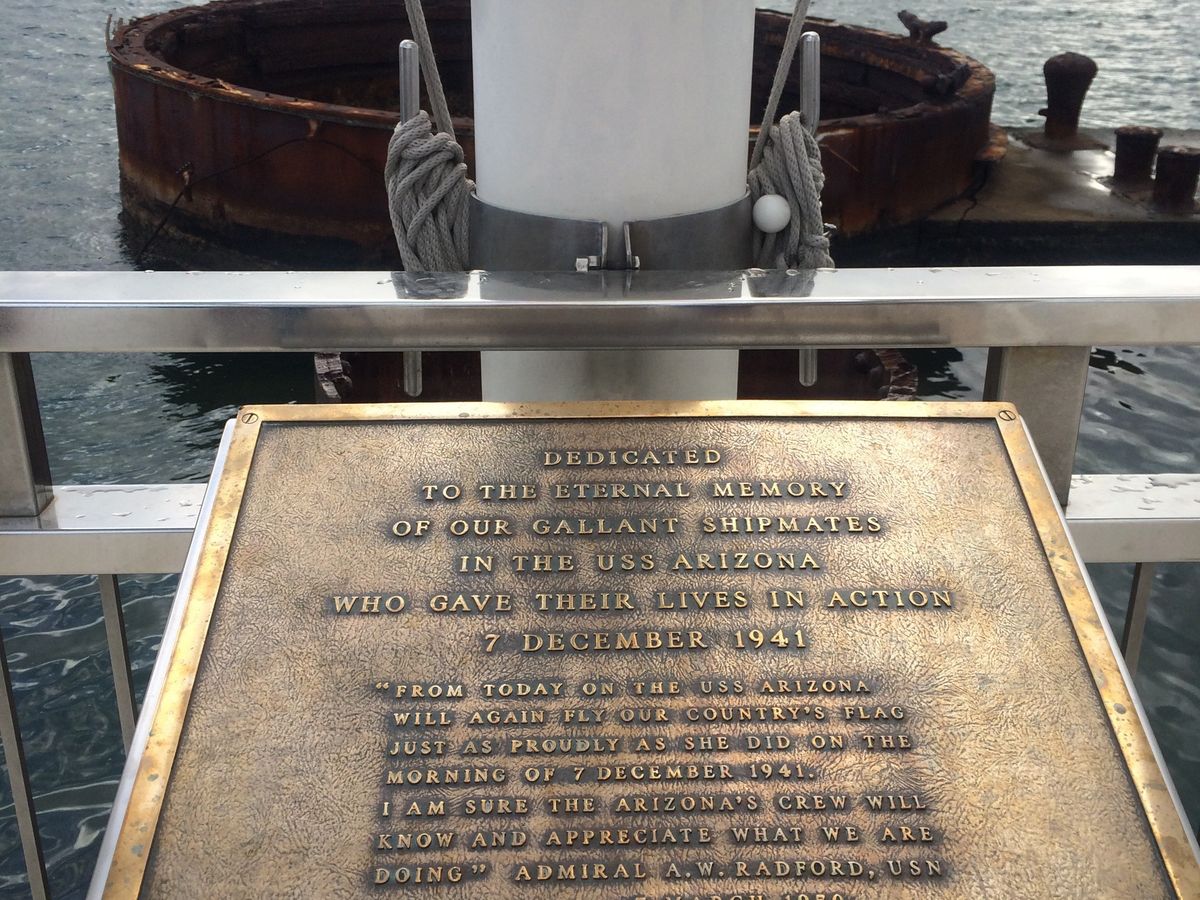 DEDICATED
TO THE ETERNAL MEMORY
OF OUR GALLANT SHIPMATES
IN THE USS ARIZONA
WHO GAVE THEIR LIVES IN ACTION
7 DECEMBER 1941
"FROM TODAY ON THE USS ARIZONA
WILL AGAIN FLY OUR COUNTRY'S FLAG
JUST AS PROUDLY AS SHE DID ON THE
MORNING OF 7 DECEMBER 1941.
I AM SURE THE ARIZONA'S CREW WILL
KNOW AND APPRECIATE WHAT WE ARE
DOING" ADMIRAL A.W. RADFORD, USN
7 MARCH 1950